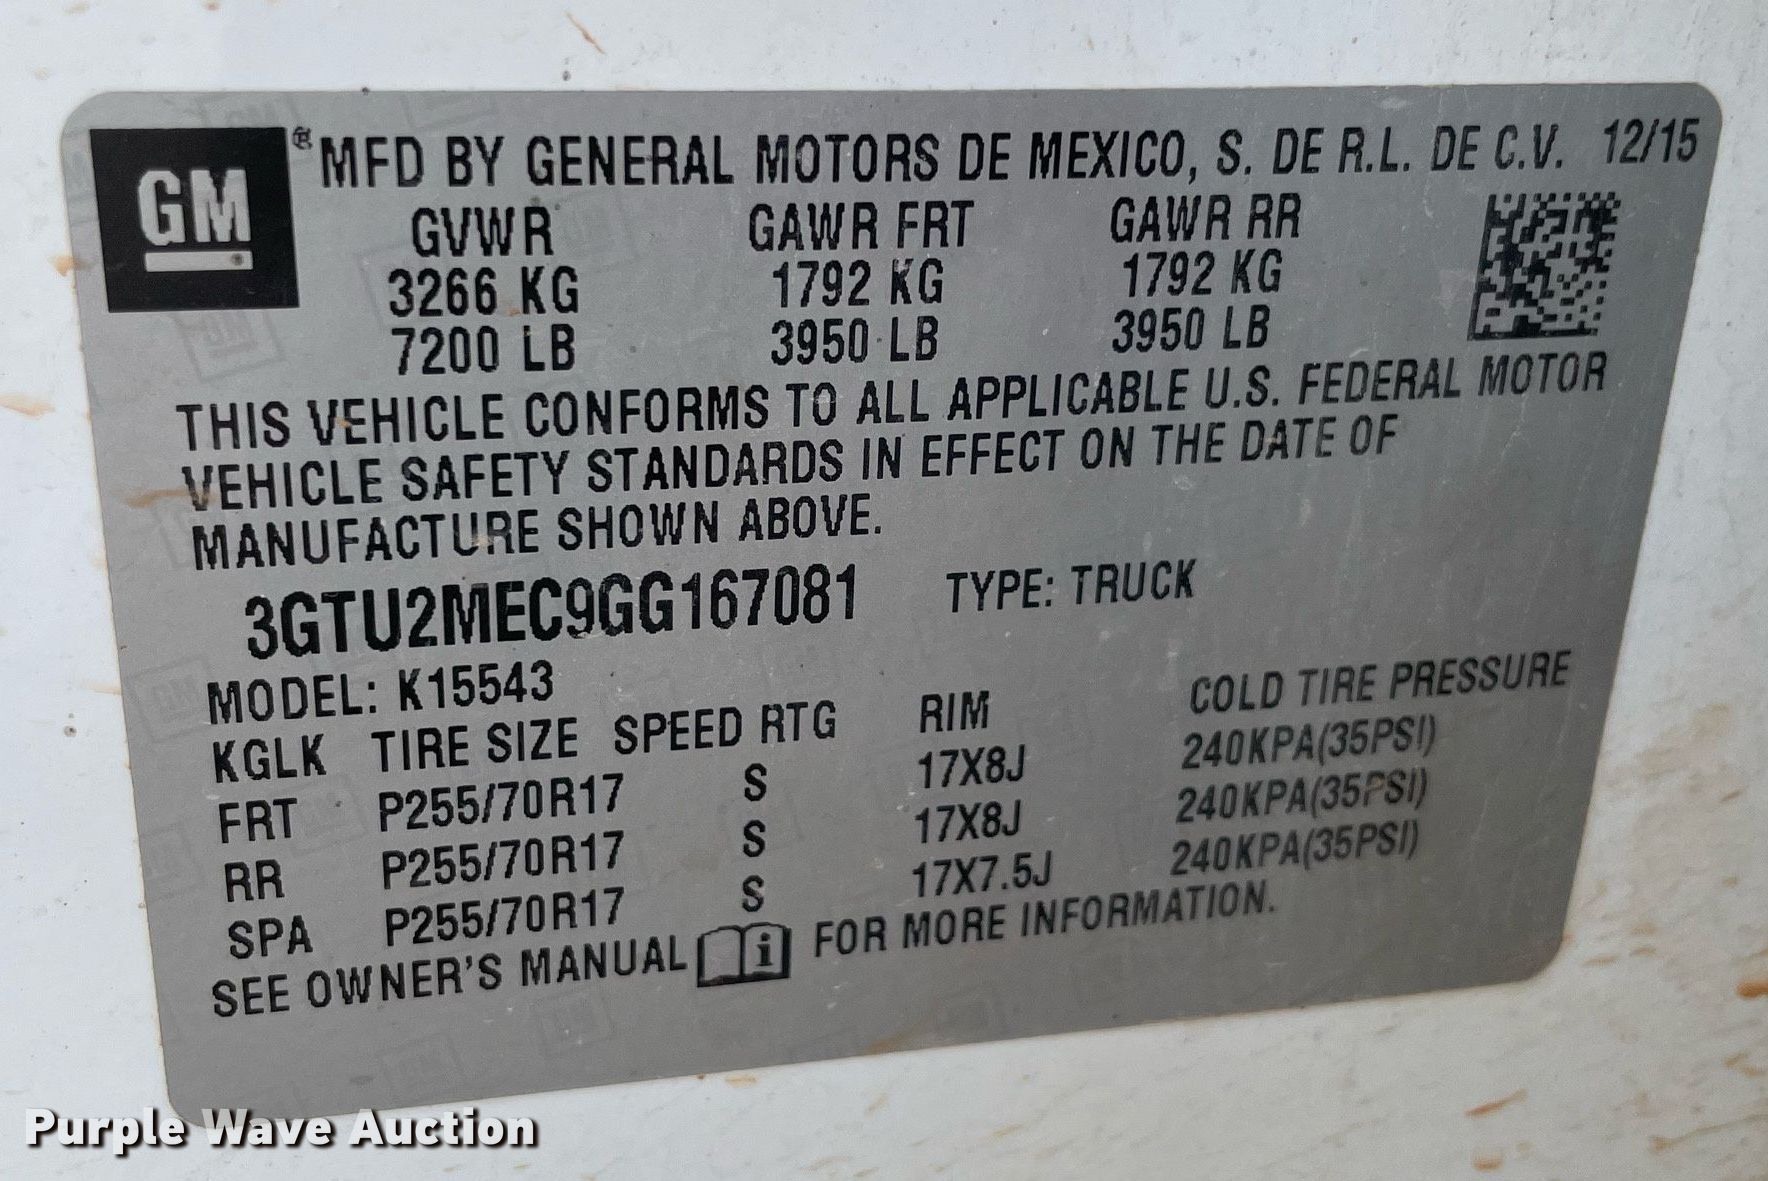 GM ® MFD BY GENERAL MOTORS DE MEXICO, S. DE R.L. DE C.V. 12/15
GVWR GAWR FRT GAWR RR
3266 KG 1792 KG 1792 KG
7200 LB 3950 LB 3950 LB
THIS VEHICLE CONFORMS TO ALL APPLICABLE U.S. FEDERAL MOTOR
VEHICLE SAFETY STANDARDS IN EFFECT ON THE DATE OF
MANUFACTURE SHOWN ABOVE.
3GTU2MEC9GG167081 TYPE: TRUCK
MODEL: K15543
KGLK TIRE SIZE SPEED RTG RIM COLD TIRE PRESSURE
FRT P255/70R17 S 17X8J 240KPA(35PSI)
RR P255/70R17 S 17X8J 240KPA(35PSI)
SPA P255/70R17 S 17X7.5J 240KPA(35PSI)
SEE OWNER'S MANUAL i FOR MORE INFORMATION.
Purple Wave Auction